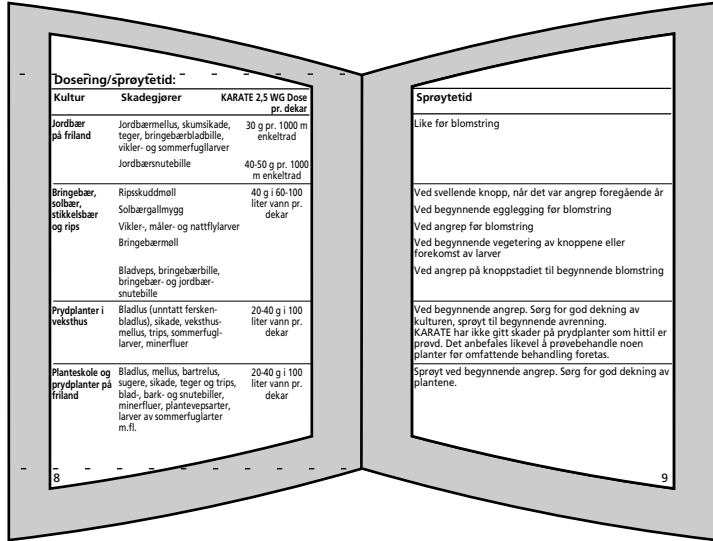 Dosering/sprøytetid:
Kultur Skadegjører KARATE 2,5 WG Dose
pr. dekar
Jordbær
på friland
Jordbærmellus, skumsikade,
teger, bringebærbladbille,
vikler- og sommerfugllarver
30 g pr. 1000 m
enkeltrad
Jordbærsnutebille
40-50 g pr. 1000
m enkeltrad
Bringebær,
solbær,
stikkelsbær
og rips
Ripsskuddmøll
Solbærgallmygg
Vikler-, måler- og nattflylarver
Bringebærmøll
Bladveps, bringebærbille,
bringebær- og jordbær-
snutebille
40 g i 60-100
liter vann pr.
dekar
Prydplanter i
veksthus
Bladlus (unntatt fersken-
bladlus), sikade, veksthus-
mellus, trips, sommerfugl-
larver, minerfluer
20-40 g i 100
liter vann pr.
dekar
Planteskole og
prydplanter på
friland
Bladlus, mellus, bartrelus,
sugere, sikade, teger og trips,
blad-, bark- og snutebiller,
minerfluer, plantevepsarter,
larver av sommerfuglarter
m.fl.
20-40 g i 100
liter vann pr.
dekar
8
Sprøytetid
Like før blomstring
Ved svellende knopp, når det var angrep foregående år
Ved begynnende egglegging før blomstring
Ved angrep før blomstring
Ved begynnende vegetering av knoppene eller
forekomst av larver
Ved angrep på knoppstadiet til begynnende blomstring
Ved begynnende angrep. Sørg for god dekning av
kulturen, sprøyt til begynnende avrenning.
KARATE har ikke gitt skader på prydplanter som hittil er
prøvd. Det anbefales likevel å prøvebehandle noen
planter før omfattende behandling foretas.
Sprøyt ved begynnende angrep. Sørg for god dekning av
plantene.
9